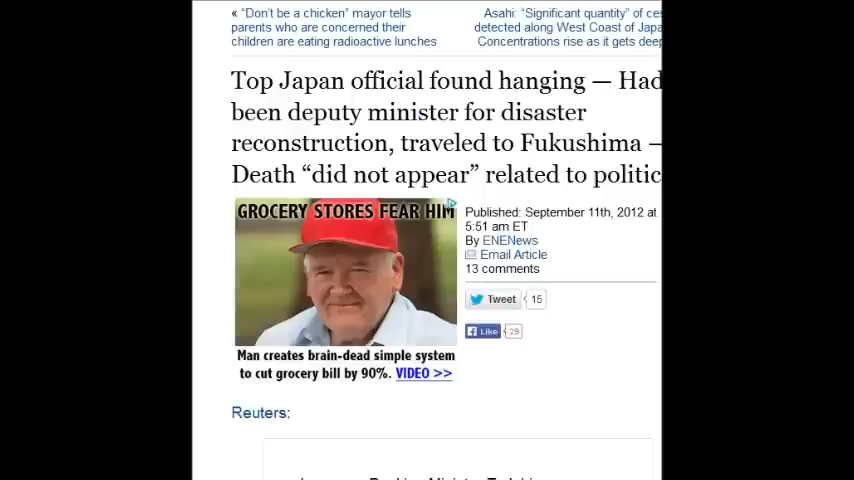 « “Don’t be a chicken” mayor tells
parents who are concerned their
children are eating radioactive lunches
Asahi: “Significant quantity” of
detected along West Coast of
Concentrations rise as it gets
Top Japan official found hanging — Had
been deputy minister for disaster
reconstruction, traveled to Fukushima —
Death “did not appear” related to
GROCERY STORES FEAR HIM
Published: September 11th, 2012 at
5:51 am ET
By ENENews
Email Article
13 comments
Tweet 15
Like 29
Man creates brain-dead simple system
to cut grocery bill by 90%. VIDEO >>
Reuters: